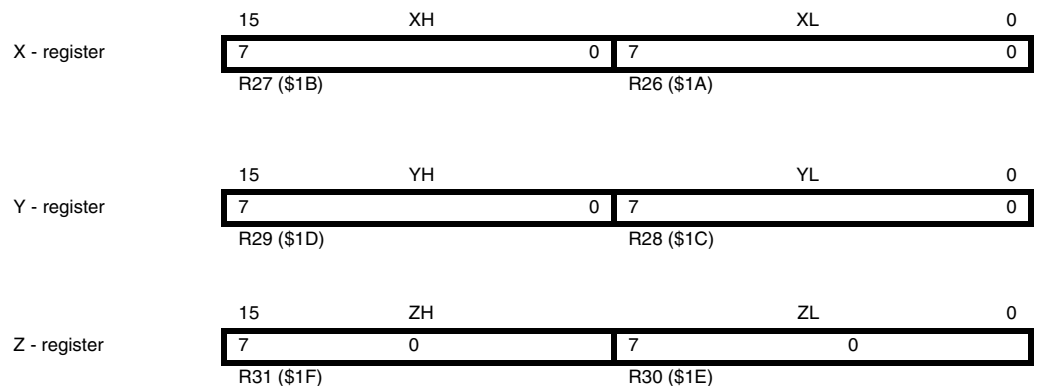 15 XH XL 0
X - register 7 0 7 0
R27 ($1B) R26 ($1A)
15 YH YL 0
Y - register 7 0 7 0
R29 ($1D) R28 ($1C)
15 ZH ZL 0
Z - register 7 0 7 0
R31 ($1F) R30 ($1E)